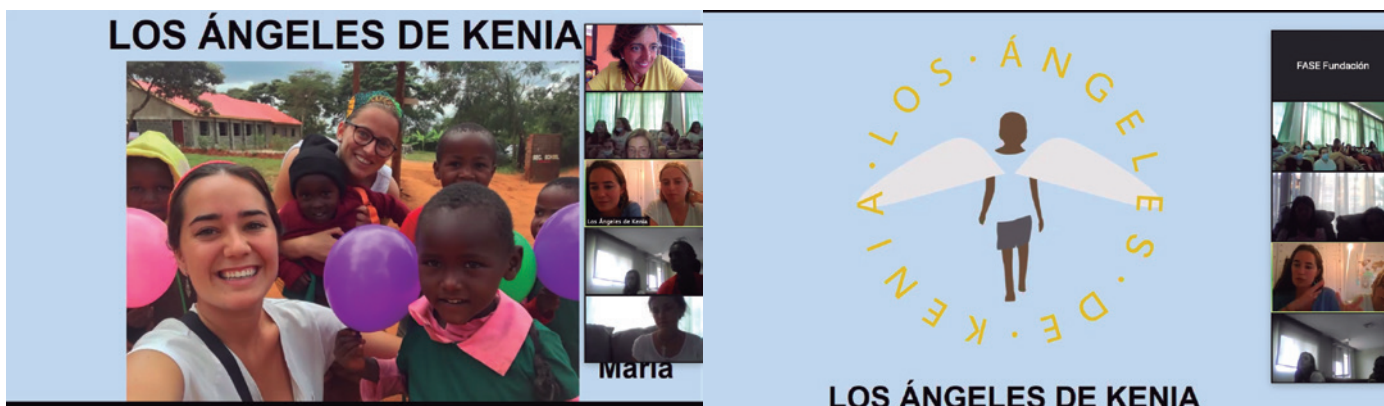 LOS ÁNGELES DE KENIA
Los Ángeles de Kenia
María
FASE Fundación
LOS · ÁNGELES · DE · KENIA ·
LOS ÁNGELES DE KENIA